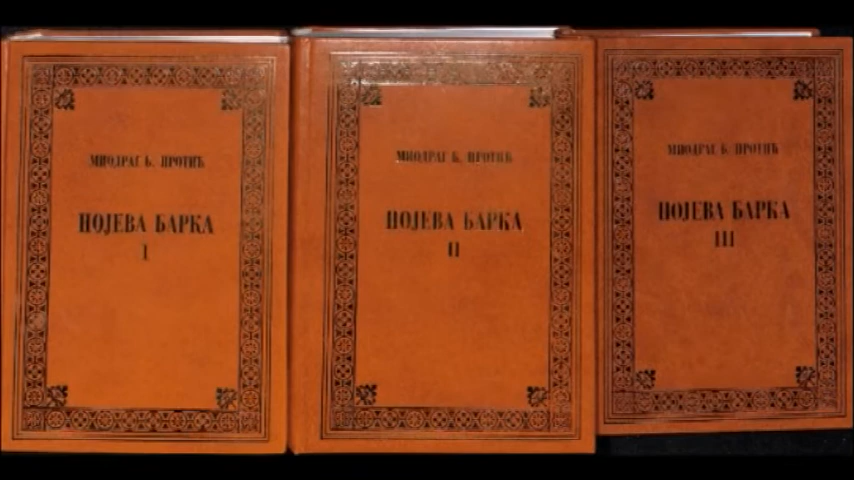 МИОДРАГ Б. ПРОТИЋ
НОЈЕВА БАРКА
I
МИОДРАГ Б. ПРОТИЋ
НОЈЕВА БАРКА
II
МИОДРАГ Б. ПРОТИЋ
НОЈЕВА БАРКА
III